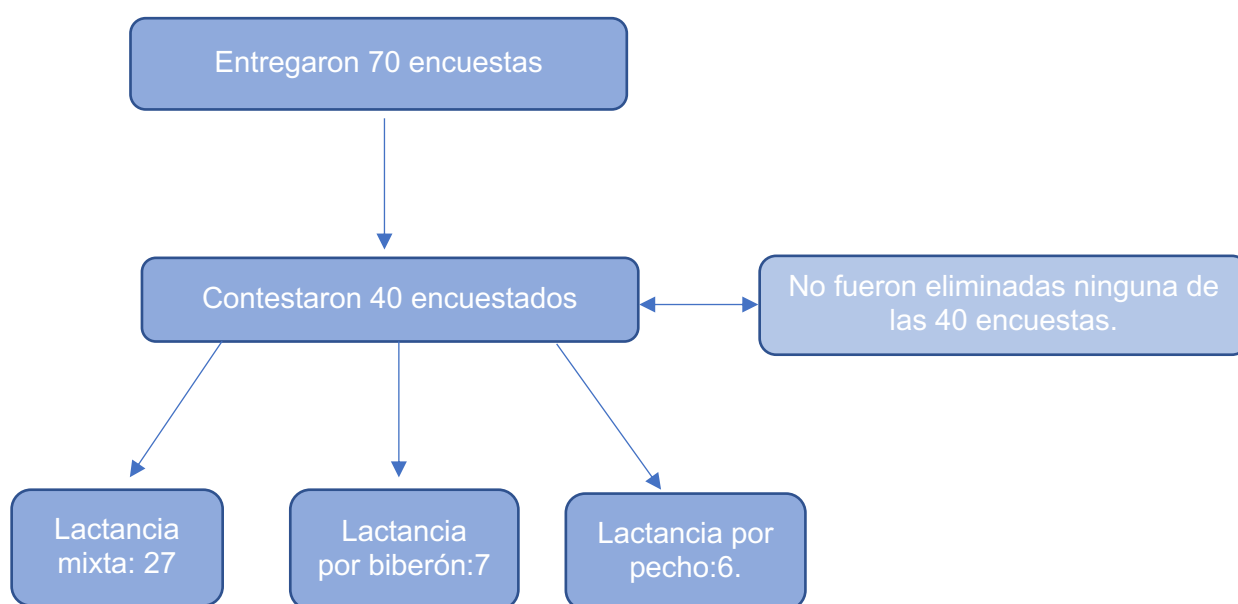 Entregaron 70 encuestas
Contestaron 40 encuestados
No fueron eliminadas ninguna de
las 40 encuestas.
Lactancia
mixta: 27
Lactancia
por biberón:7
Lactancia por
pecho:6.